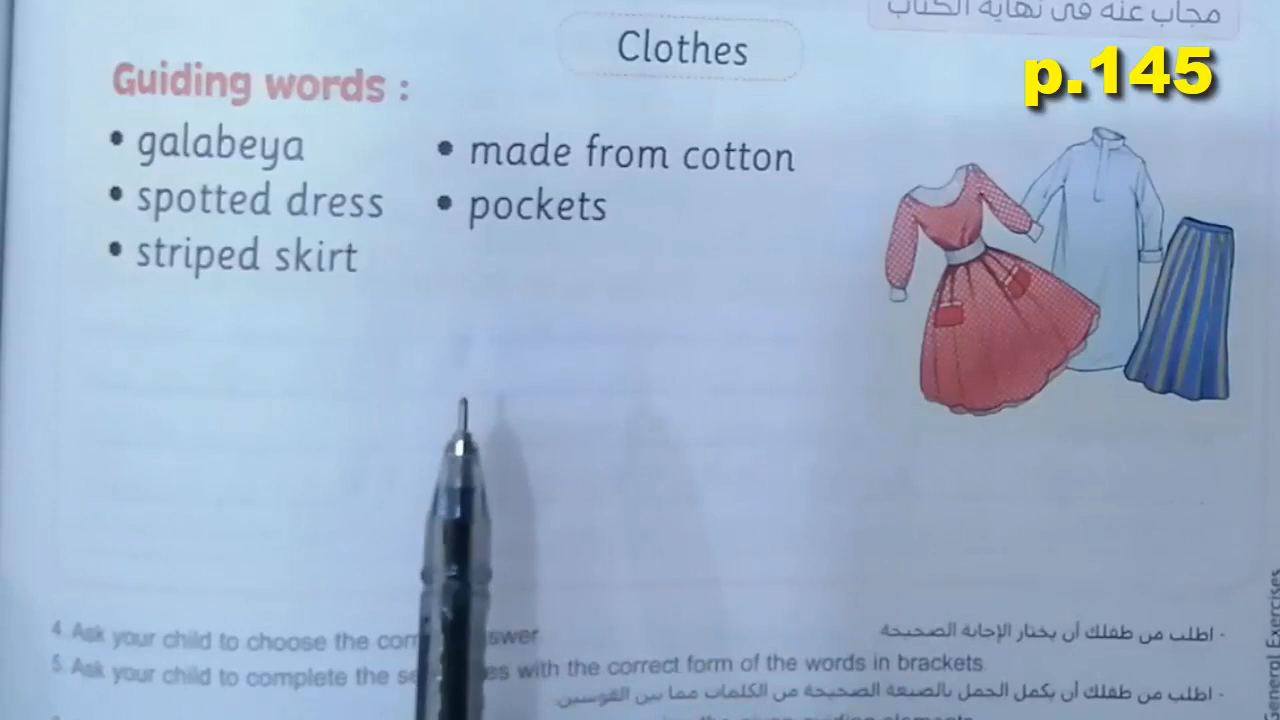 مجاب عنه فى نهاية الكتاب
Clothes
p.145
Guiding words :
• galabeya
• made from cotton
• spotted dress
• pockets
• striped skirt
4. Ask your child to choose the swer
- اطلب من طفلك أن يختار الإجابة الصحيحة
5. Ask your child to complete the with the correct form of the words in brackets.
- اطلب من طفلك أن يكمل الجمل بالصيغة الصحيحة من الكلمات مما بين القوسين.
General Exercises